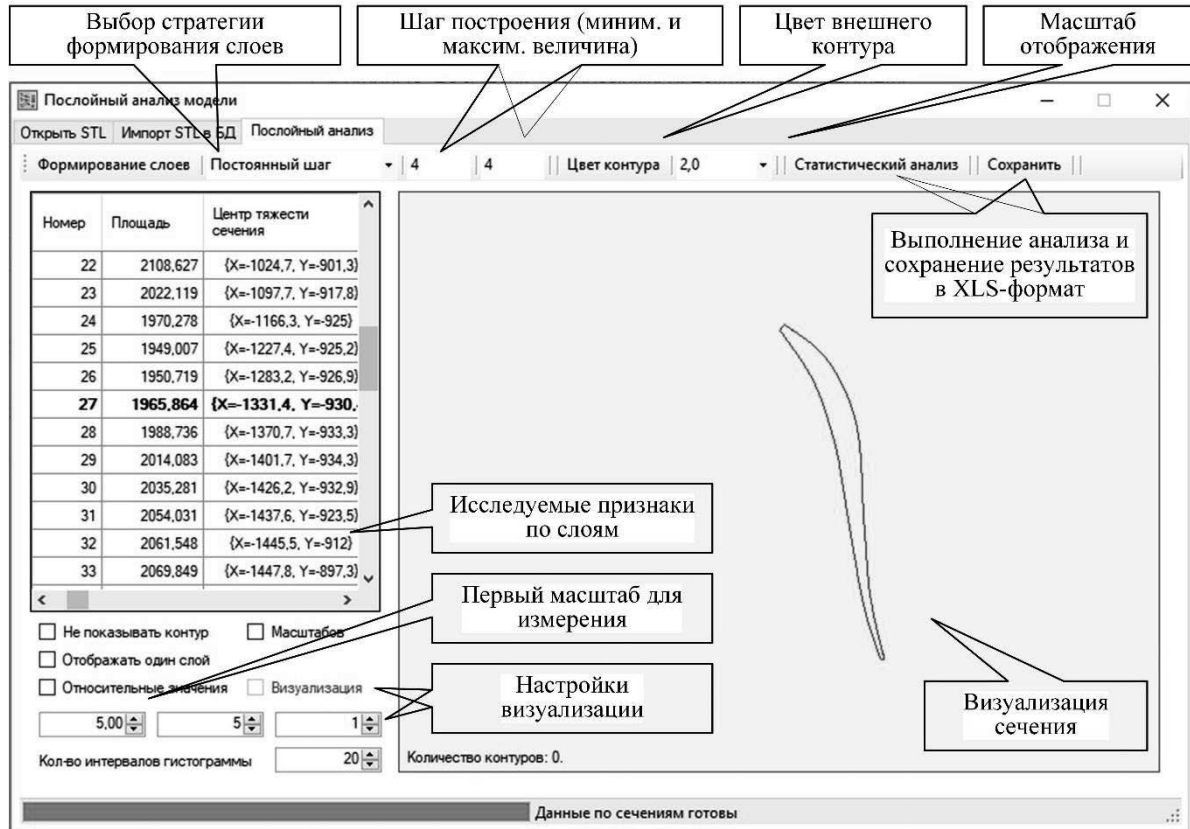 Выбор стратегии
формирования слоев
Шаг построения (миним. и
максим. величина)
Цвет внешнего
контура
Масштаб
отображения
Послойный анализ модели
Открыть STL Импорт STL в БД Послойный анализ
Формирование слоев Постоянный шаг 4 4 Цвет контура 2,0 Статистический анализ Сохранить
Номер Площадь Центр тяжести
сечения
22 2108,627 {X=-1024,7, Y=-901,3}
23 2022,119 {X=-1097,7, Y=-917,8}
24 1970,278 {X=-1166,3, Y=-925}
25 1949,007 {X=-1227,4, Y=-925,2}
26 1950,719 {X=-1283,2, Y=-926,9}
27 1965,864 {X=-1331,4, Y=-930,
28 1988,736 {X=-1370,7, Y=-933,3}
29 2014,083 {X=-1401,7, Y=-934,3}
30 2035,281 {X=-1426,2, Y=-932,9}
31 2054,031 {X=-1437,6, Y=-923,5}
32 2061,548 {X=-1445,5, Y=-912}
33 2069,849 {X=-1447,8, Y=-897,3}
Выполнение анализа и
сохранение результатов
в XLS-формат
Исследуемые признаки
по слоям
Первый масштаб для
измерения
Настройки
визуализации
Визуализация
сечения
Не показывать контур Масштабов
Отображать один слой
Относительные значения Визуализация
5,00 5 1
Кол-во интервалов гистограммы 20
Количество контуров: 0.
Данные по сечениям готовы